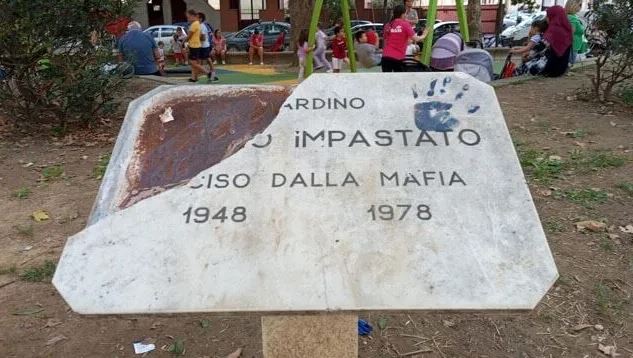 ARDINO
O IMPASTATO
CISO DALLA MAFIA
1948 1978